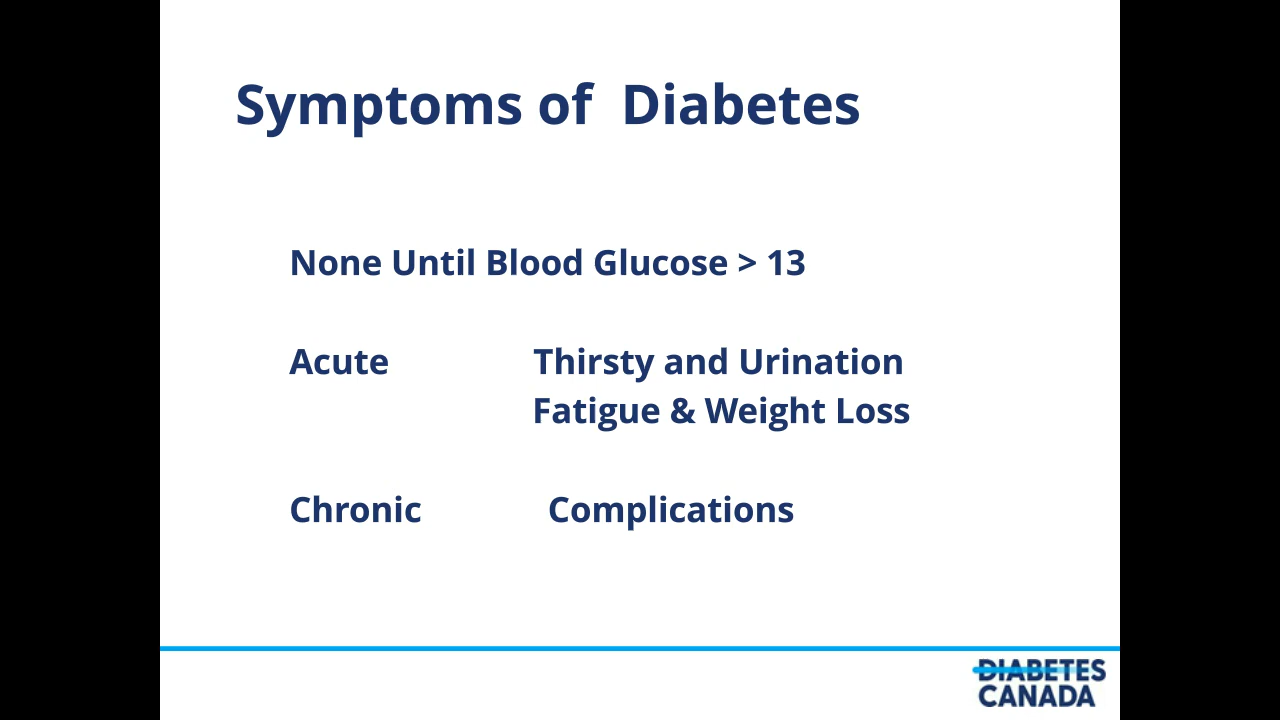 Symptoms of Diabetes
None Until Blood Glucose > 13
Acute Thirsty and Urination
Fatigue & Weight Loss
Chronic Complications
DIABETES
CANADA